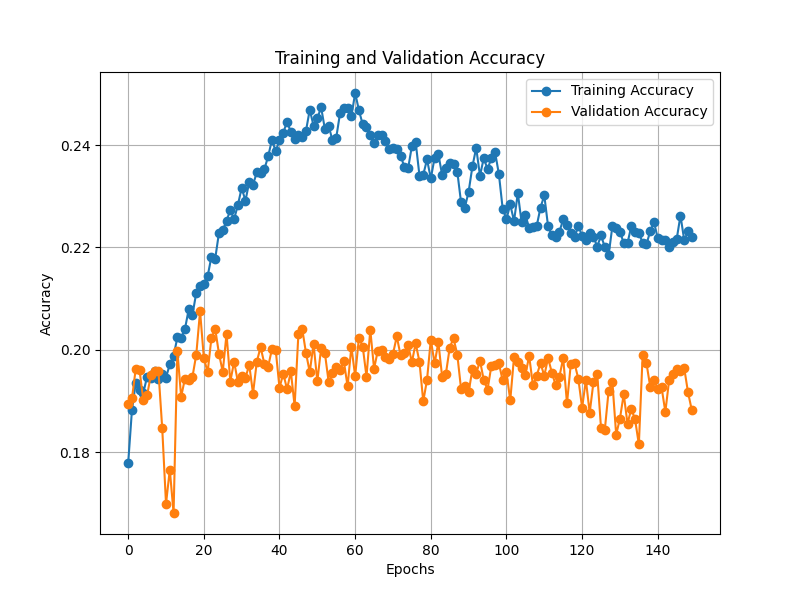 Training and Validation Accuracy
Training Accuracy
Validation Accuracy
0.24
0.22
0.20
0.18
Accuracy
0 20 40 60 80 100 120 140
Epochs